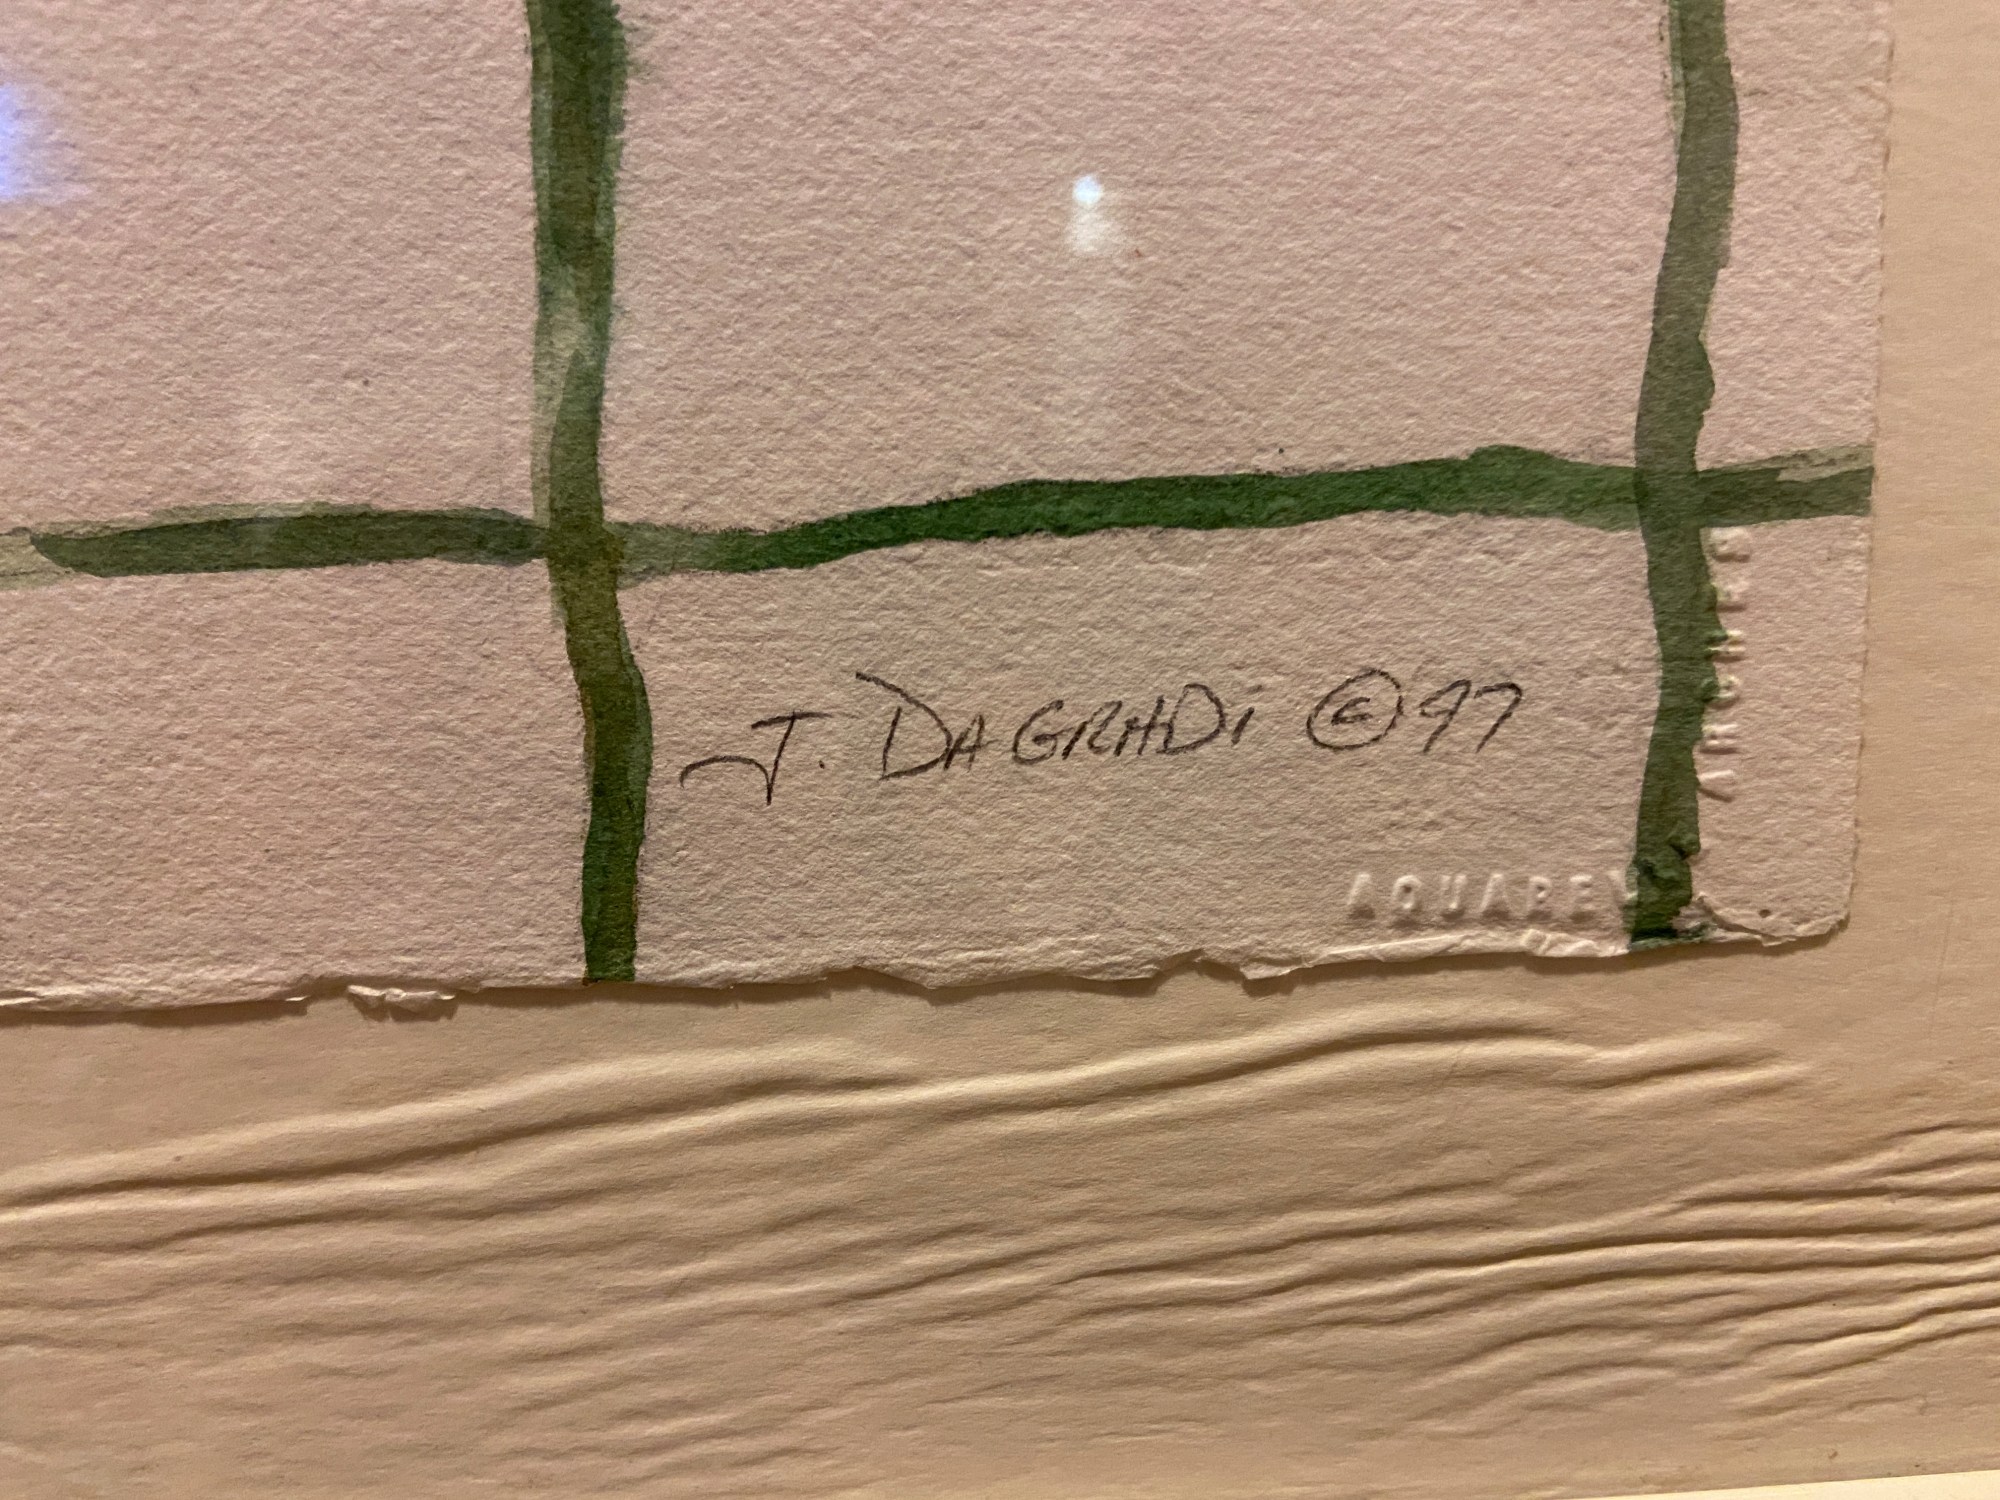 J. DAGRADi © 97
ARCHES
AQUAREL